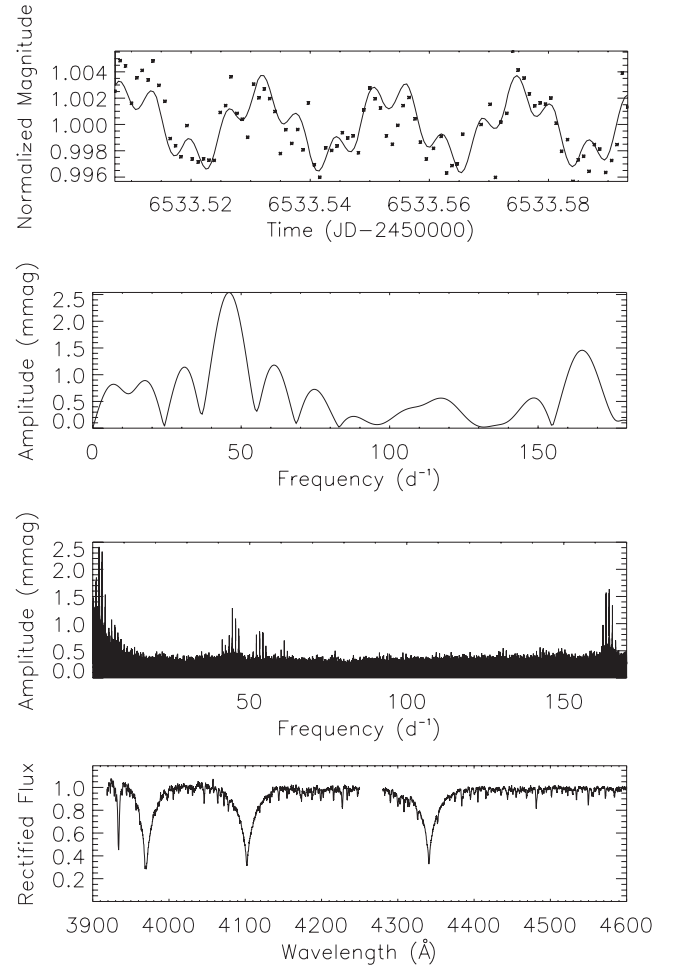 Normalized Magnitude
1.004
1.002
1.000
0.998
0.996
6533.52 6533.54 6533.56 6533.58
Time (JD−2450000)
Amplitude (mmag)
2.5
2.0
1.5
1.0
0.5
0.0
0 50 100 150
Frequency (d⁻¹)
Amplitude (mmag)
2.5
2.0
1.5
1.0
0.5
0.0
50 100 150
Frequency (d⁻¹)
Rectified Flux
1.0
0.8
0.6
0.4
0.2
3900 4000 4100 4200 4300 4400 4500 4600
Wavelength (Å)